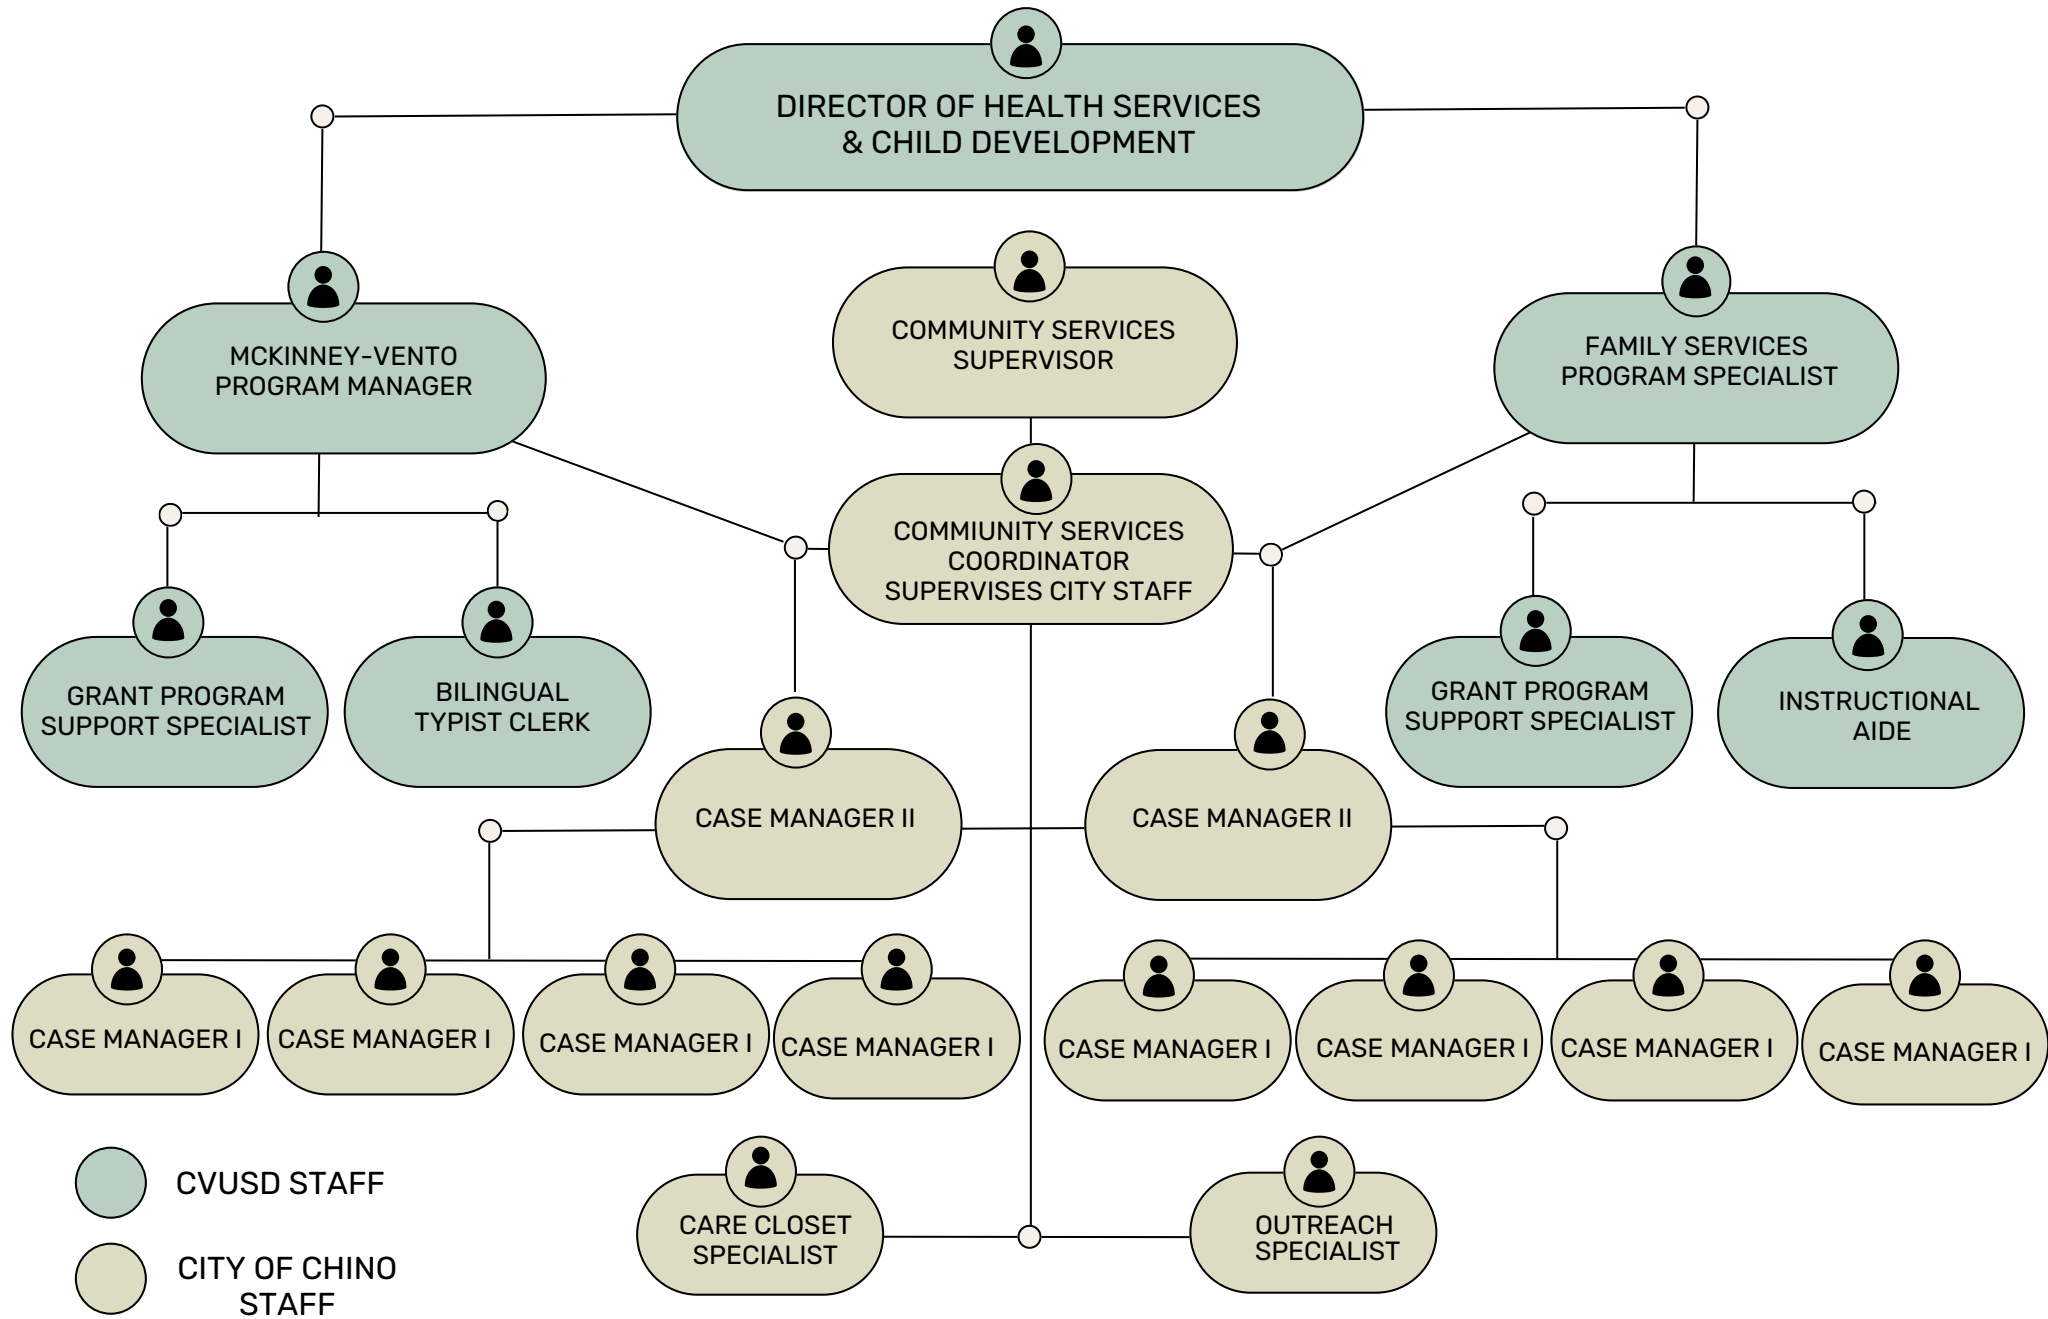 DIRECTOR OF HEALTH SERVICES
& CHILD DEVELOPMENT
MCKINNEY-VENTO
PROGRAM MANAGER
COMMUNITY SERVICES
SUPERVISOR
FAMILY SERVICES
PROGRAM SPECIALIST
COMMIUNITY SERVICES
COORDINATOR
SUPERVISES CITY STAFF
GRANT PROGRAM
SUPPORT SPECIALIST
BILINGUAL
TYPIST CLERK
GRANT PROGRAM
SUPPORT SPECIALIST
INSTRUCTIONAL
AIDE
CASE MANAGER II
CASE MANAGER II
CASE MANAGER I
CASE MANAGER I
CASE MANAGER I
CASE MANAGER I
CASE MANAGER I
CASE MANAGER I
CASE MANAGER I
CASE MANAGER I
CVUSD STAFF
CITY OF CHINO
STAFF
CARE CLOSET
SPECIALIST
OUTREACH
SPECIALIST